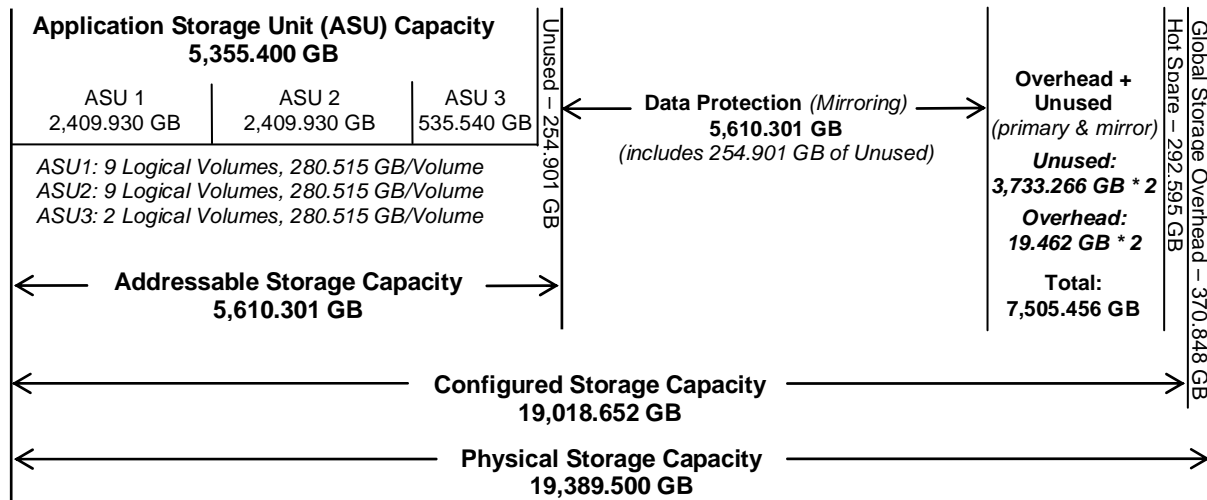 Application Storage Unit (ASU) Capacity
5,355.400 GB
ASU 1
2,409.930 GB
ASU 2
2,409.930 GB
ASU 3
535.540 GB
ASU1: 9 Logical Volumes, 280.515 GB/Volume
ASU2: 9 Logical Volumes, 280.515 GB/Volume
ASU3: 2 Logical Volumes, 280.515 GB/Volume
Unused – 254.901 GB
Addressable Storage Capacity
5,610.301 GB
Data Protection (Mirroring)
5,610.301 GB
(includes 254.901 GB of Unused)
Overhead +
Unused
(primary & mirror)
Unused:
3,733.266 GB * 2
Overhead:
19.462 GB * 2
Total:
7,505.456 GB
Hot Spare – 292.595 GB
Global Storage Overhead – 370.848 GB
Configured Storage Capacity
19,018.652 GB
Physical Storage Capacity
19,389.500 GB